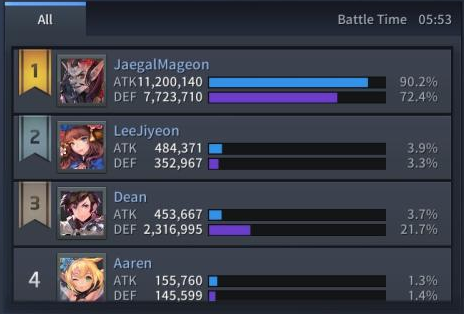 All
Battle Time 05:53
1
JaegalMageon
ATK 11,200,140 90.2%
DEF 7,723,710 72.4%
2
LeeJiyeon
ATK 484,371 3.9%
DEF 352,967 3.3%
3
Dean
ATK 453,667 3.7%
DEF 2,316,995 21.7%
4
Aaren
ATK 155,760 1.3%
DEF 145,599 1.4%